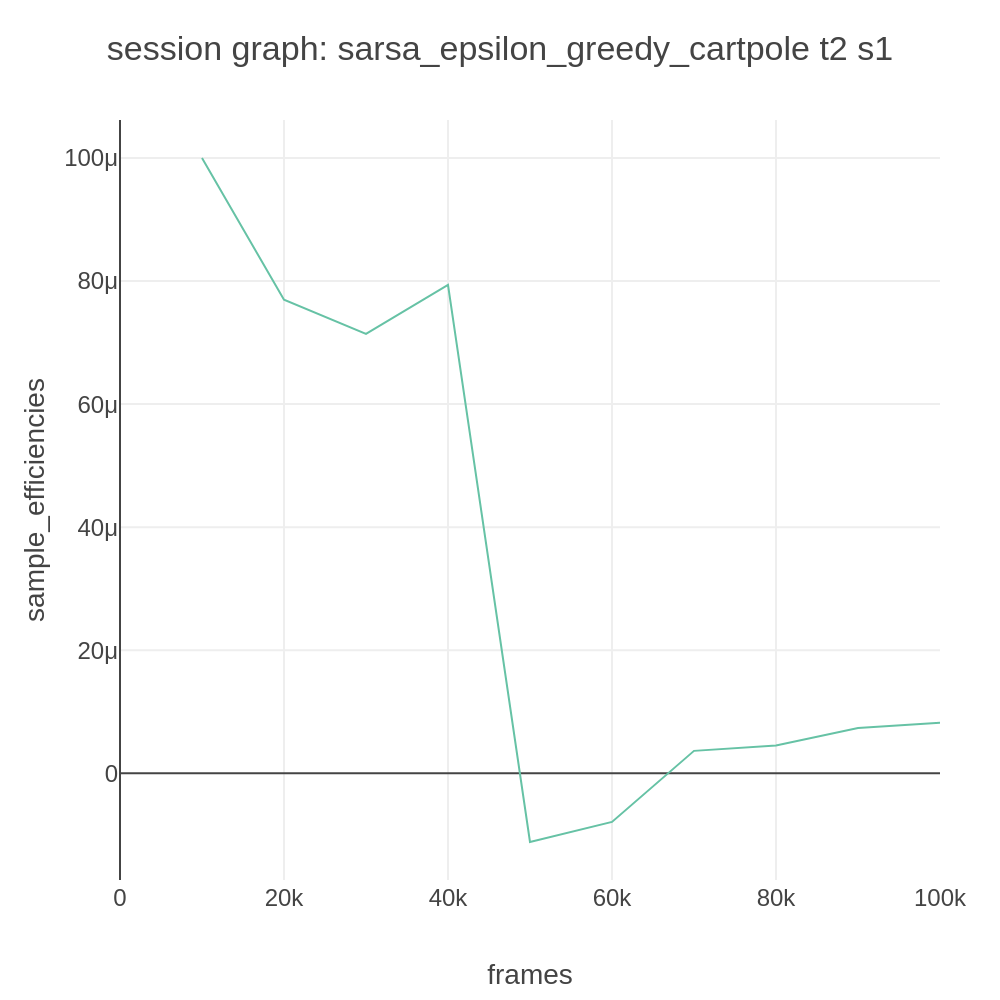 session graph: sarsa_epsilon_greedy_cartpole t2 s1
100μ
80μ
60μ
40μ
20μ
0
sample_efficiencies
0
20k
40k
60k
80k
100k
frames